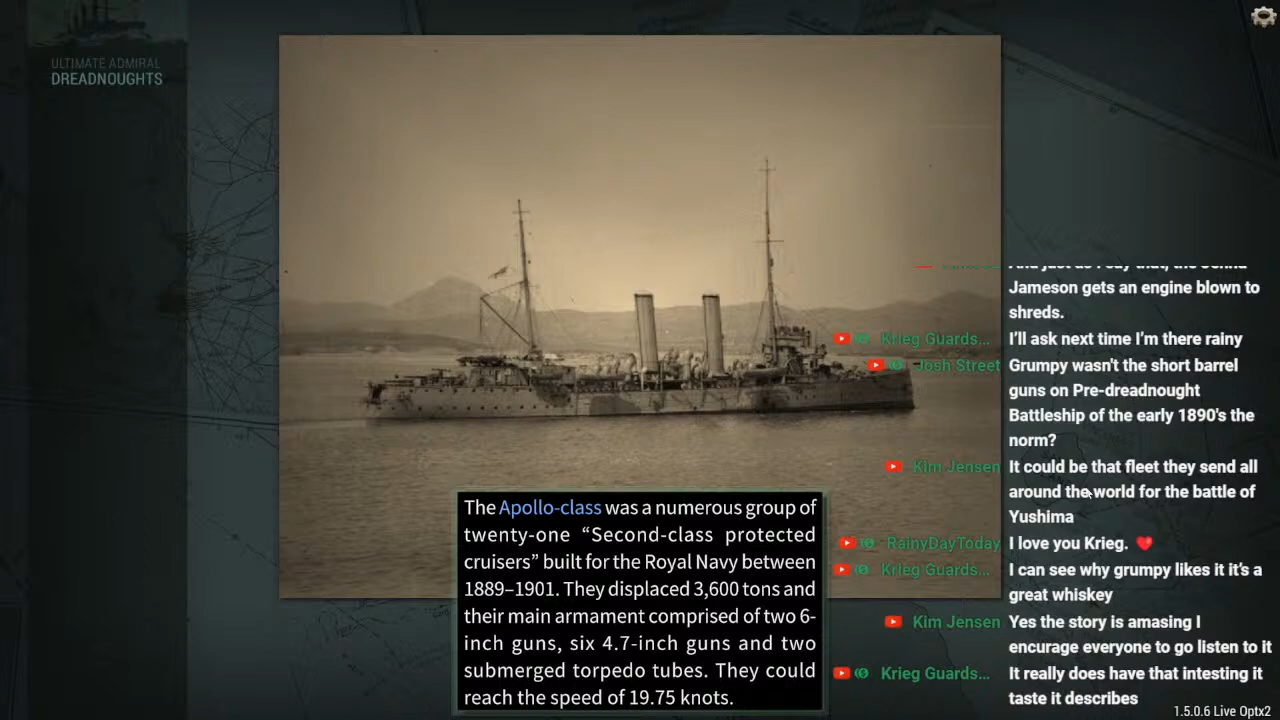 ULTIMATE ADMIRAL
DREADNOUGHTS
The Apollo-class was a numerous group of
twenty-one “Second-class protected
cruisers” built for the Royal Navy between
1889–1901. They displaced 3,600 tons and
their main armament comprised of two 6-
inch guns, six 4.7-inch guns and two
submerged torpedo tubes. They could
reach the speed of 19.75 knots.
Jameson gets an engine blown to
shreds.
Krieg Guards... I’ll ask next time I’m there rainy
Josh Street Grumpy wasn't the short barrel
guns on Pre-dreadnought
Battleship of the early 1890's the
norm?
Kim Jensen It could be that fleet they send all
around the world for the battle of
Yushima
RainyDayToday I love you Krieg. ❤️
Krieg Guards... I can see why grumpy likes it it’s a
great whiskey
Kim Jensen Yes the story is amazing I
encurage everyone to go listen to it
Krieg Guards... It really does have that intesting it
taste it describes
1.5.0.6 Live Optx2